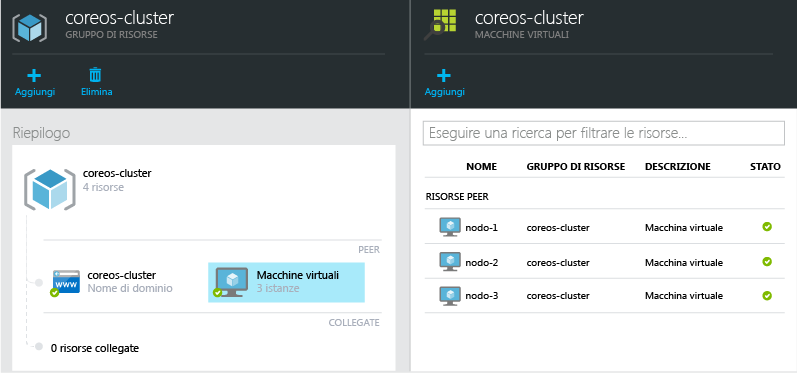 coreos-cluster
GRUPPO DI RISORSE
Aggiungi
Elimina
Riepilogo
coreos-cluster
4 risorse
PEER
coreos-cluster
Nome di dominio
Macchine virtuali
3 istanze
COLLEGATE
0 risorse collegate
coreos-cluster
MACCHINE VIRTUALI
Aggiungi
Eseguire una ricerca per filtrare le risorse...
NOME GRUPPO DI RISORSE DESCRIZIONE STATO
RISORSE PEER
nodo-1 coreos-cluster Macchina virtuale
nodo-2 coreos-cluster Macchina virtuale
nodo-3 coreos-cluster Macchina virtuale
WWW